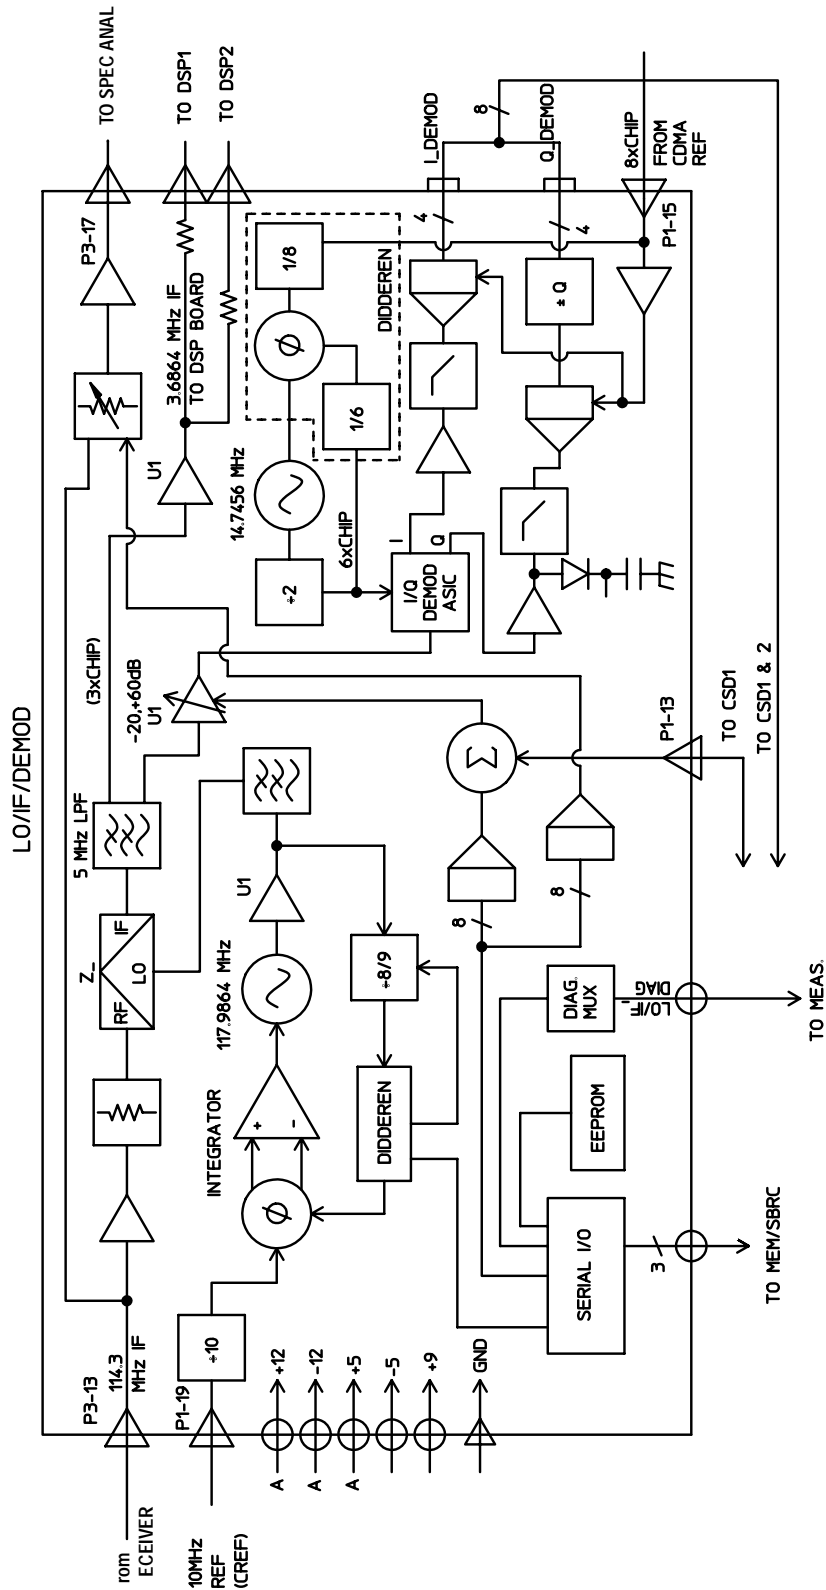 LO/IF/DEMOD
rom
ECEIVER
P3-13
114.3
MHz IF
RF
LO
IF
Z_
5 MHz LPF
(3xCHIP)
-20,+60dB
U1
U1
3.6864 MHz IF
TO DSP BOARD
P3-17
TO SPEC ANAL
TO DSP1
TO DSP2
10MHz
REF
(CREF)
P1-19
÷10
INTEGRATOR
+
-
Ø
117.9864 MHz
U1
DIDDEREN
÷8/9
÷2
14.7456 MHz
6xCHIP
Ø
1/8
1/6
DIDDEREN
I/Q
DEMOD
ASIC
I
Q
4
I_DEMOD
± Q
4
Q_DEMOD
8
8xCHIP
FROM
CDMA
REF
P1-15
Σ
8
8
P1-13
TO CSD1
TO CSD1 & 2
A
+12
A
-12
A
+5
-5
+9
GND
SERIAL I/O
EEPROM
DIAG.
MUX
LO/IF_
DIAG
3
TO MEM/SBRC
TO MEAS.